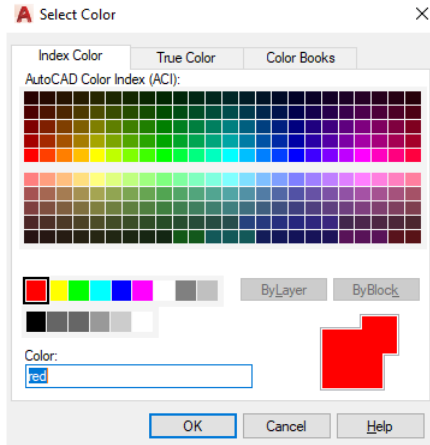 Select Color
Index Color
True Color
Color Books
AutoCAD Color Index (ACI):
ByLayer
ByBlock
Color:
red
OK
Cancel
Help